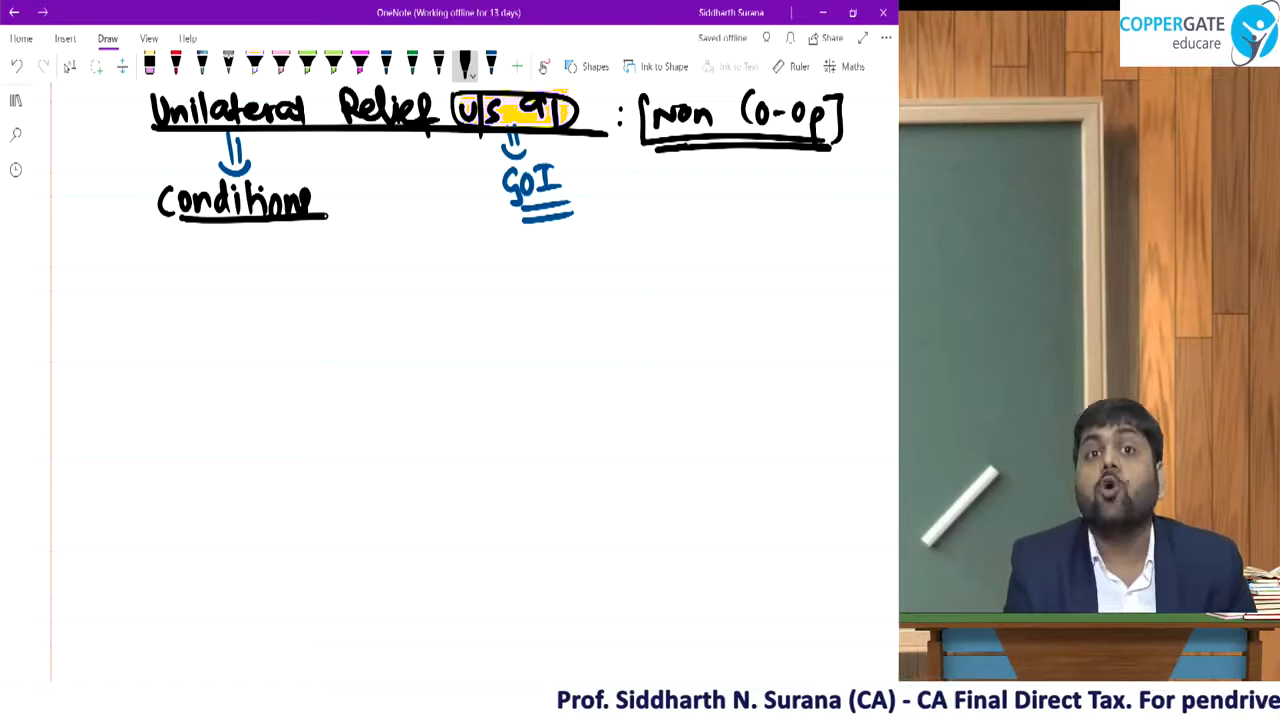 OneNote (Working offline for 13 days)
Siddharth Surana
Home Insert Draw View Help
Saved offline
Share
Shapes
Ink to Shape
Ink to Text
Ruler
Maths
COPPERGATE
educare
Unilateral Relief u|s 91 : [Non Co-op]
GOI
Conditions
Prof. Siddharth N. Surana (CA) - CA Final Direct Tax. For pendrive